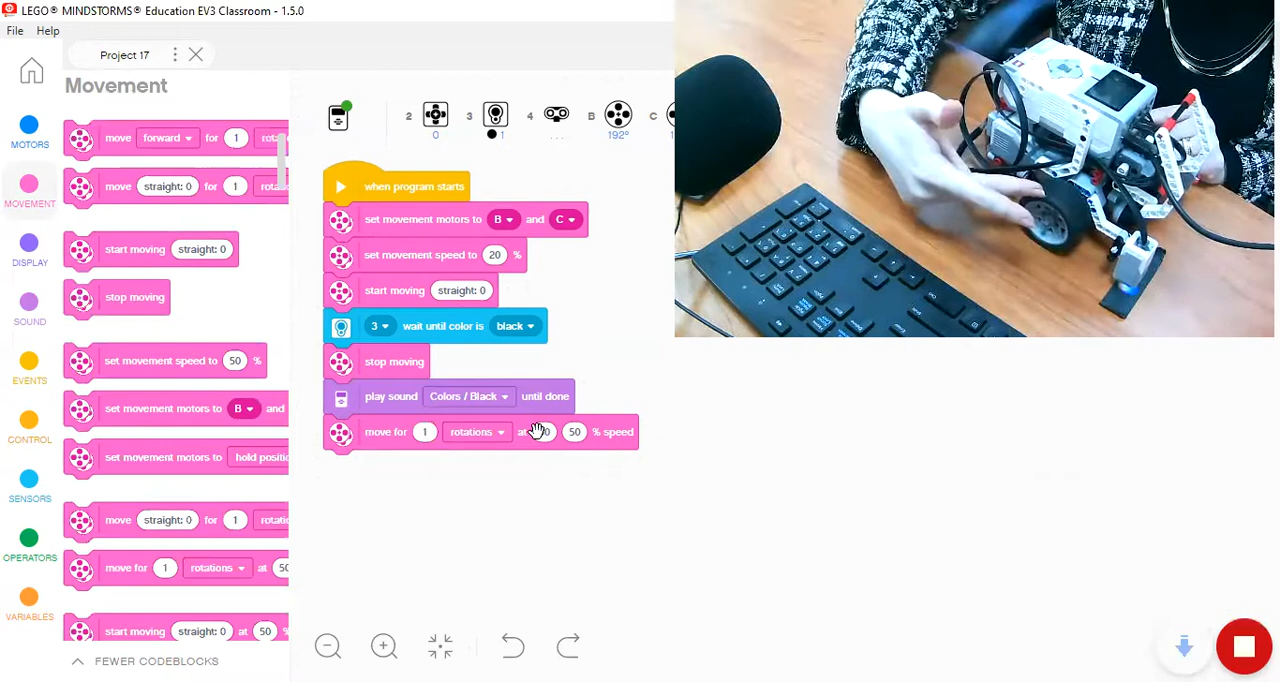 LEGO® MINDSTORMS® Education EV3 Classroom - 1.5.0
File Help
Project 17
MOTORS
MOVEMENT
DISPLAY
SOUND
EVENTS
CONTROL
SENSORS
OPERATORS
VARIABLES
Movement
move forward for 1
move straight: 0 for 1
start moving straight: 0
stop moving
set movement speed to 50 %
set movement motors to B and
set movement motors to
move straight: 0 for 1
move for 1 rotations at
start moving straight: 0 at 50
FEWER CODEBLOCKS
2 3 4 B C
0 1 192°
when program starts
set movement motors to B and C
set movement speed to 20 %
start moving straight: 0
3 wait until color is black
stop moving
play sound Colors / Black until done
move for 1 rotations 50 % speed